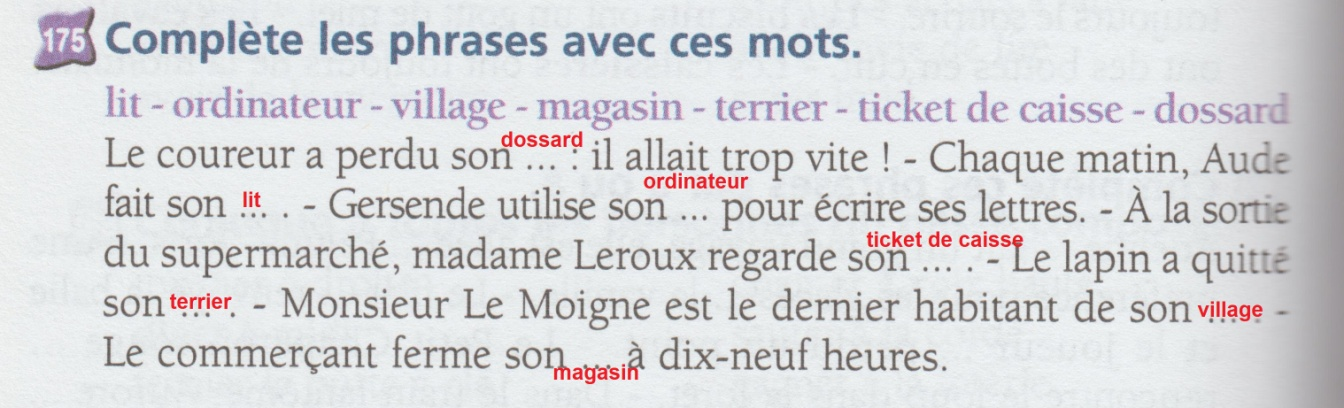 175 Complète les phrases avec ces mots.
lit - ordinateur - village - magasin - terrier - ticket de caisse - dossard
dossard
Le coureur a perdu son ... : il allait trop vite ! - Chaque matin, Aude
ordinateur
fait son lit ... . - Gersende utilise son ... pour écrire ses lettres. - À la sortie
ticket de caisse
du supermarché, madame Leroux regarde son ... . - Le lapin a quitté
son terrier ... . - Monsieur Le Moigne est le dernier habitant de son village ... . -
Le commerçant ferme son ... à dix-neuf heures.
magasin